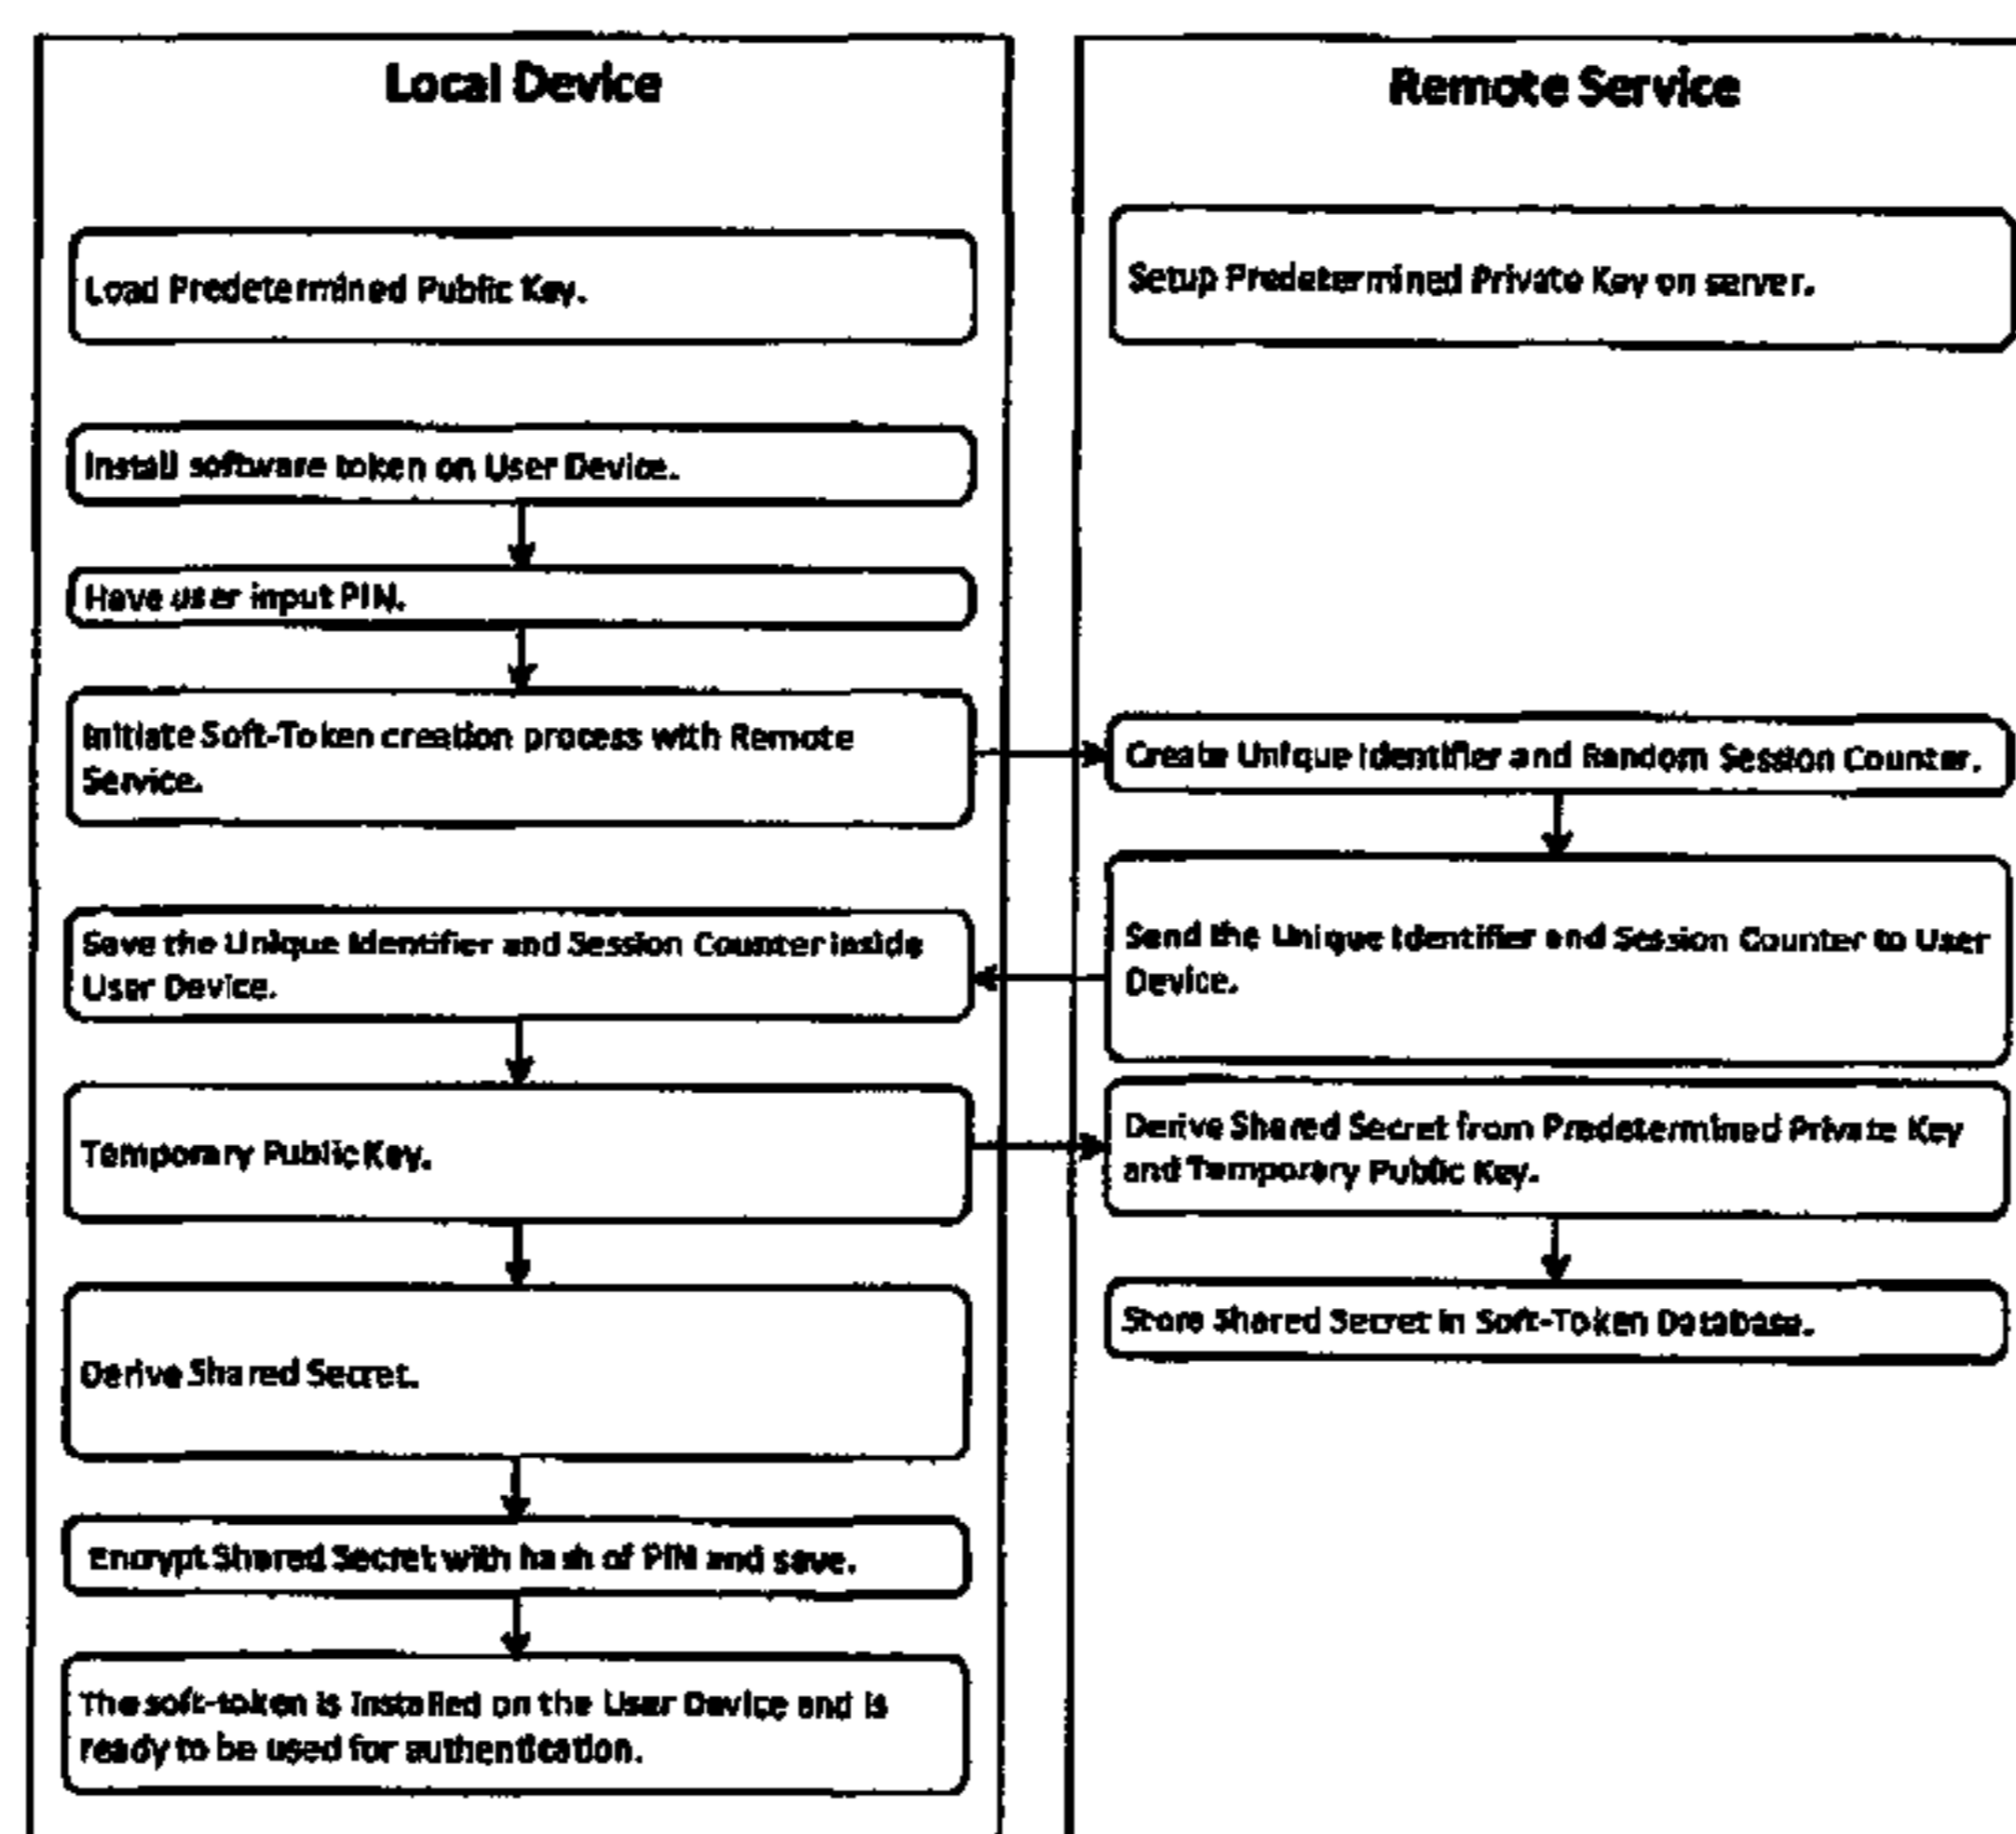 Local Device
Load Predetermined Public Key.
Install software token on User Device.
Have user input PIN.
Initiate Soft-Token creation process with Remote
Service.
Save the Unique Identifier and Session Counter inside
User Device.
Temporary Public Key.
Derive Shared Secret.
Encrypt Shared Secret with hash of PIN and save.
The soft-token is installed on the User Device and is
ready to be used for authentication.
Remote Service
Setup Predetermined Private Key on server.
Create Unique Identifier and Random Session Counter.
Send the Unique Identifier and Session Counter to User
Device.
Derive Shared Secret from Predetermined Private Key
and Temporary Public Key.
Store Shared Secret in Soft-Token Database.